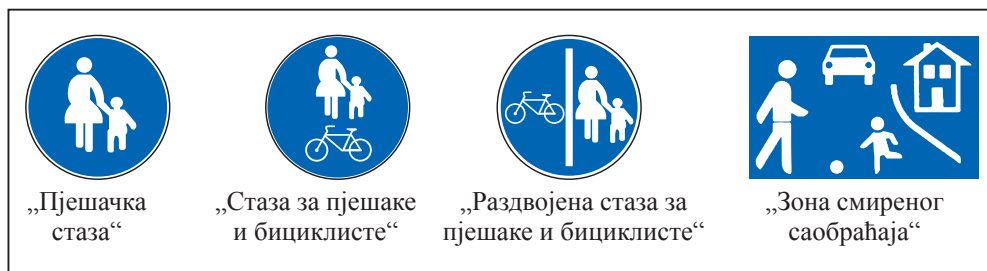 „Пјешачка
стаза“
„Стаза за пјешаке
и бициклисте“
„Раздвојена стаза за
пјешаке и бициклисте“
„Зона смиреног
саобраћаја“